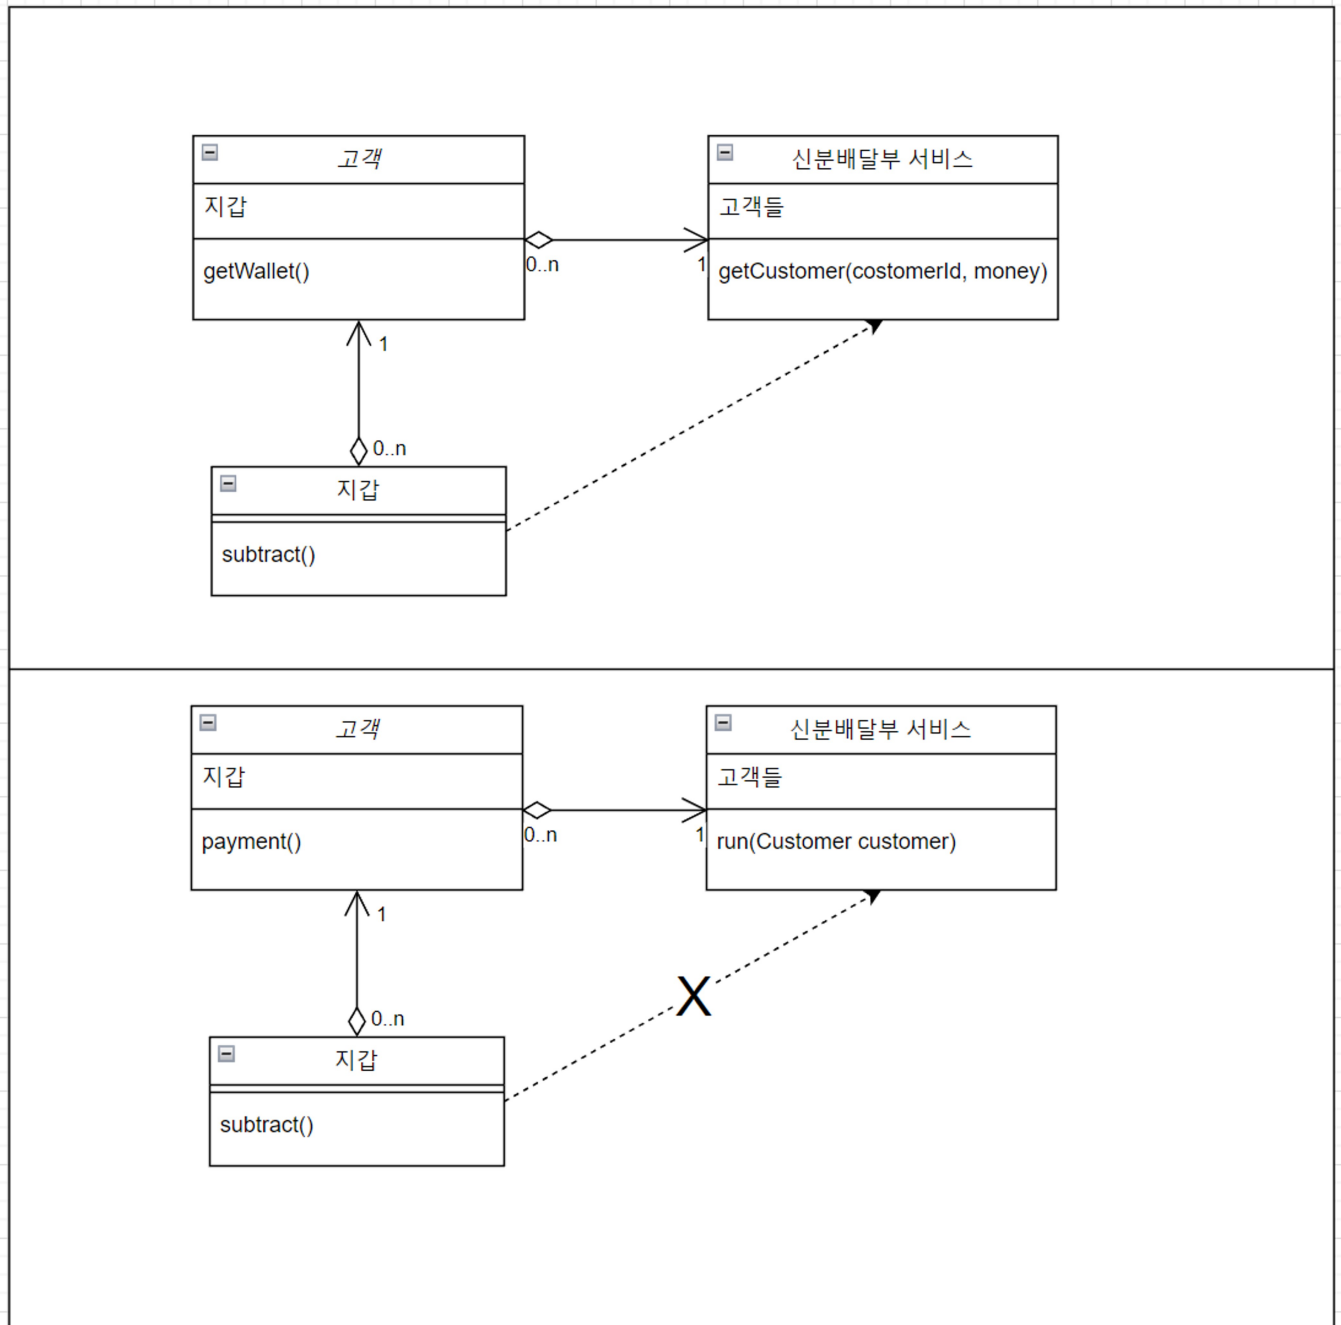 고객
지갑
getWallet()
0..n
1
신분배달부 서비스
고객들
getCustomer(costomerId, money)
1
0..n
지갑
subtract()
고객
지갑
payment()
0..n
1
신분배달부 서비스
고객들
run(Customer customer)
1
X
0..n
지갑
subtract()